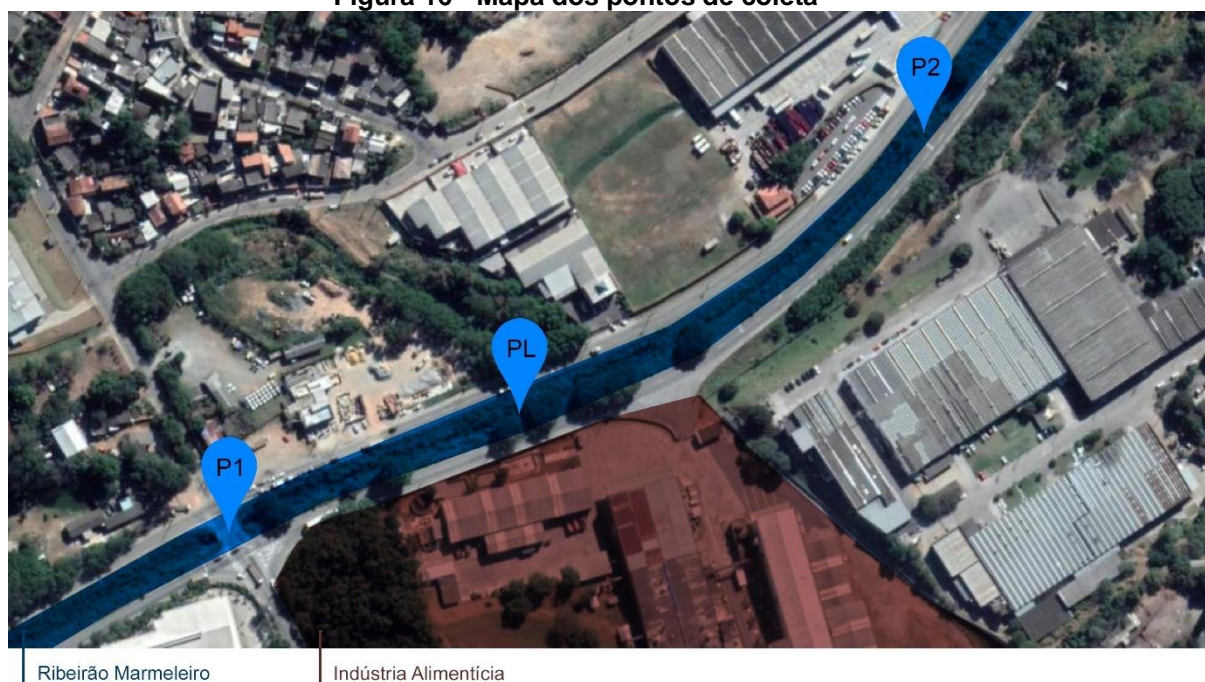 Figura 10 - Mapa dos pontos de coleta
P2
PL
P1
Ribeirão Marmeleiro
Indústria Alimentícia